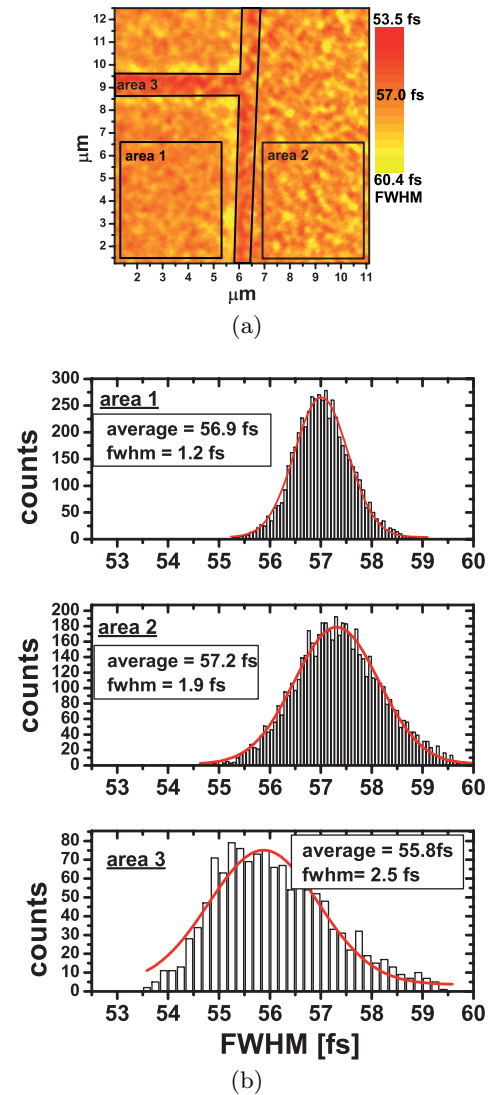 12
11
10
9
8
7
6
5
4
3
2
μm
area 3
area 1
area 2
2 3 4 5 6 7 8 9 10 11
μm
53.5 fs
57.0 fs
60.4 fs
FWHM
(a)
300
250
200
150
100
50
0
counts
area 1
average = 56.9 fs
fwhm = 1.2 fs
53 54 55 56 57 58 59 60
200
180
160
140
120
100
80
60
40
20
0
counts
area 2
average = 57.2 fs
fwhm = 1.9 fs
53 54 55 56 57 58 59 60
80
70
60
50
40
30
20
10
0
counts
area 3
average = 55.8fs
fwhm= 2.5 fs
53 54 55 56 57 58 59 60
FWHM [fs]
(b)